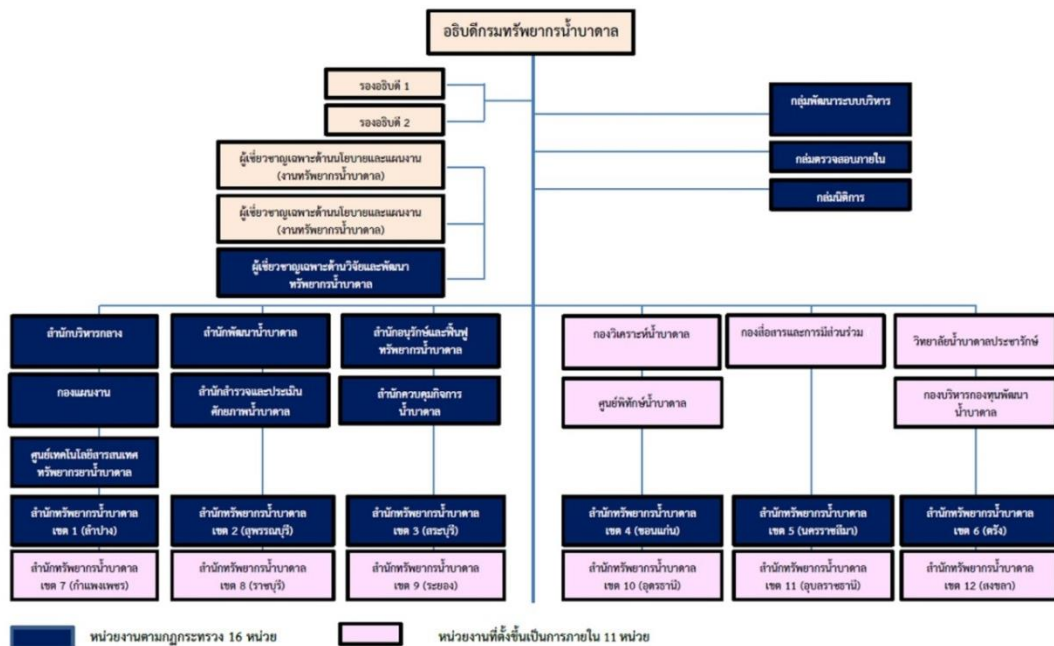 อธิบดีกรมทรัพยากรน้ำบาดาล
รองอธิบดี 1
รองอธิบดี 2
กลุ่มพัฒนาระบบบริหาร
กลุ่มตรวจสอบภายใน
กลุ่มนิติการ
ผู้เชี่ยวชาญเฉพาะด้านนโยบายและแผนงาน
(งานทรัพยากรน้ำบาดาล)
ผู้เชี่ยวชาญเฉพาะด้านนโยบายและแผนงาน
(งานทรัพยากรน้ำบาดาล)
ผู้เชี่ยวชาญเฉพาะด้านวิจัยและพัฒนา
ทรัพยากรน้ำบาดาล
สำนักบริหารกลาง
สำนักพัฒนาน้ำบาดาล
สำนักอนุรักษ์และฟื้นฟู
ทรัพยากรน้ำบาดาล
กองวิเคราะห์น้ำบาดาล
กองสื่อสารและการมีส่วนร่วม
วิทยาลัยน้ำบาดาลประชารักษ์
กองแผนงาน
สำนักสำรวจและประเมิน
ศักยภาพน้ำบาดาล
สำนักควบคุมกิจการ
น้ำบาดาล
ศูนย์พิทักษ์น้ำบาดาล
กองบริหารกองทุนพัฒนา
น้ำบาดาล
ศูนย์เทคโนโลยีสารสนเทศ
ทรัพยากรยาน้ำบาดาล
สำนักทรัพยากรน้ำบาดาล
เขต 1 (ลำปาง)
สำนักทรัพยากรน้ำบาดาล
เขต 2 (สุพรรณบุรี)
สำนักทรัพยากรน้ำบาดาล
เขต 3 (สระบุรี)
สำนักทรัพยากรน้ำบาดาล
เขต 4 (ขอนแก่น)
สำนักทรัพยากรน้ำบาดาล
เขต 5 (นครราชสีมา)
สำนักทรัพยากรน้ำบาดาล
เขต 6 (ตรัง)
สำนักทรัพยากรน้ำบาดาล
เขต 7 (กำแพงเพชร)
สำนักทรัพยากรน้ำบาดาล
เขต 8 (ราชบุรี)
สำนักทรัพยากรน้ำบาดาล
เขต 9 (ระยอง)
สำนักทรัพยากรน้ำบาดาล
เขต 10 (อุดรธานี)
สำนักทรัพยากรน้ำบาดาล
เขต 11 (อุบลราชธานี)
สำนักทรัพยากรน้ำบาดาล
เขต 12 (สงขลา)
หน่วยงานตามกฎกระทรวง 16 หน่วย
หน่วยงานที่ตั้งขึ้นเป็นการภายใน 11 หน่วย